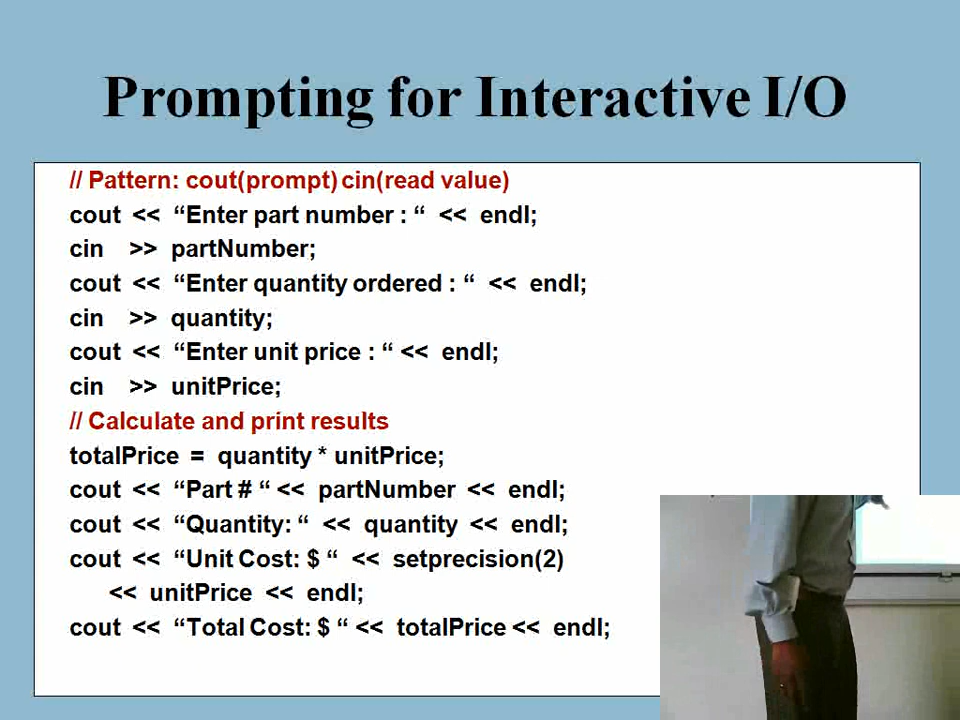 Prompting for Interactive I/O
// Pattern: cout(prompt) cin(read value)
cout << “Enter part number : “ << endl;
cin >> partNumber;
cout << “Enter quantity ordered : “ << endl;
cin >> quantity;
cout << “Enter unit price : “ << endl;
cin >> unitPrice;
// Calculate and print results
totalPrice = quantity * unitPrice;
cout << “Part # “ << partNumber << endl;
cout << “Quantity: “ << quantity << endl;
cout << “Unit Cost: $ “ << setprecision(2)
<< unitPrice << endl;
cout << “Total Cost: $ “ << totalPrice << endl;